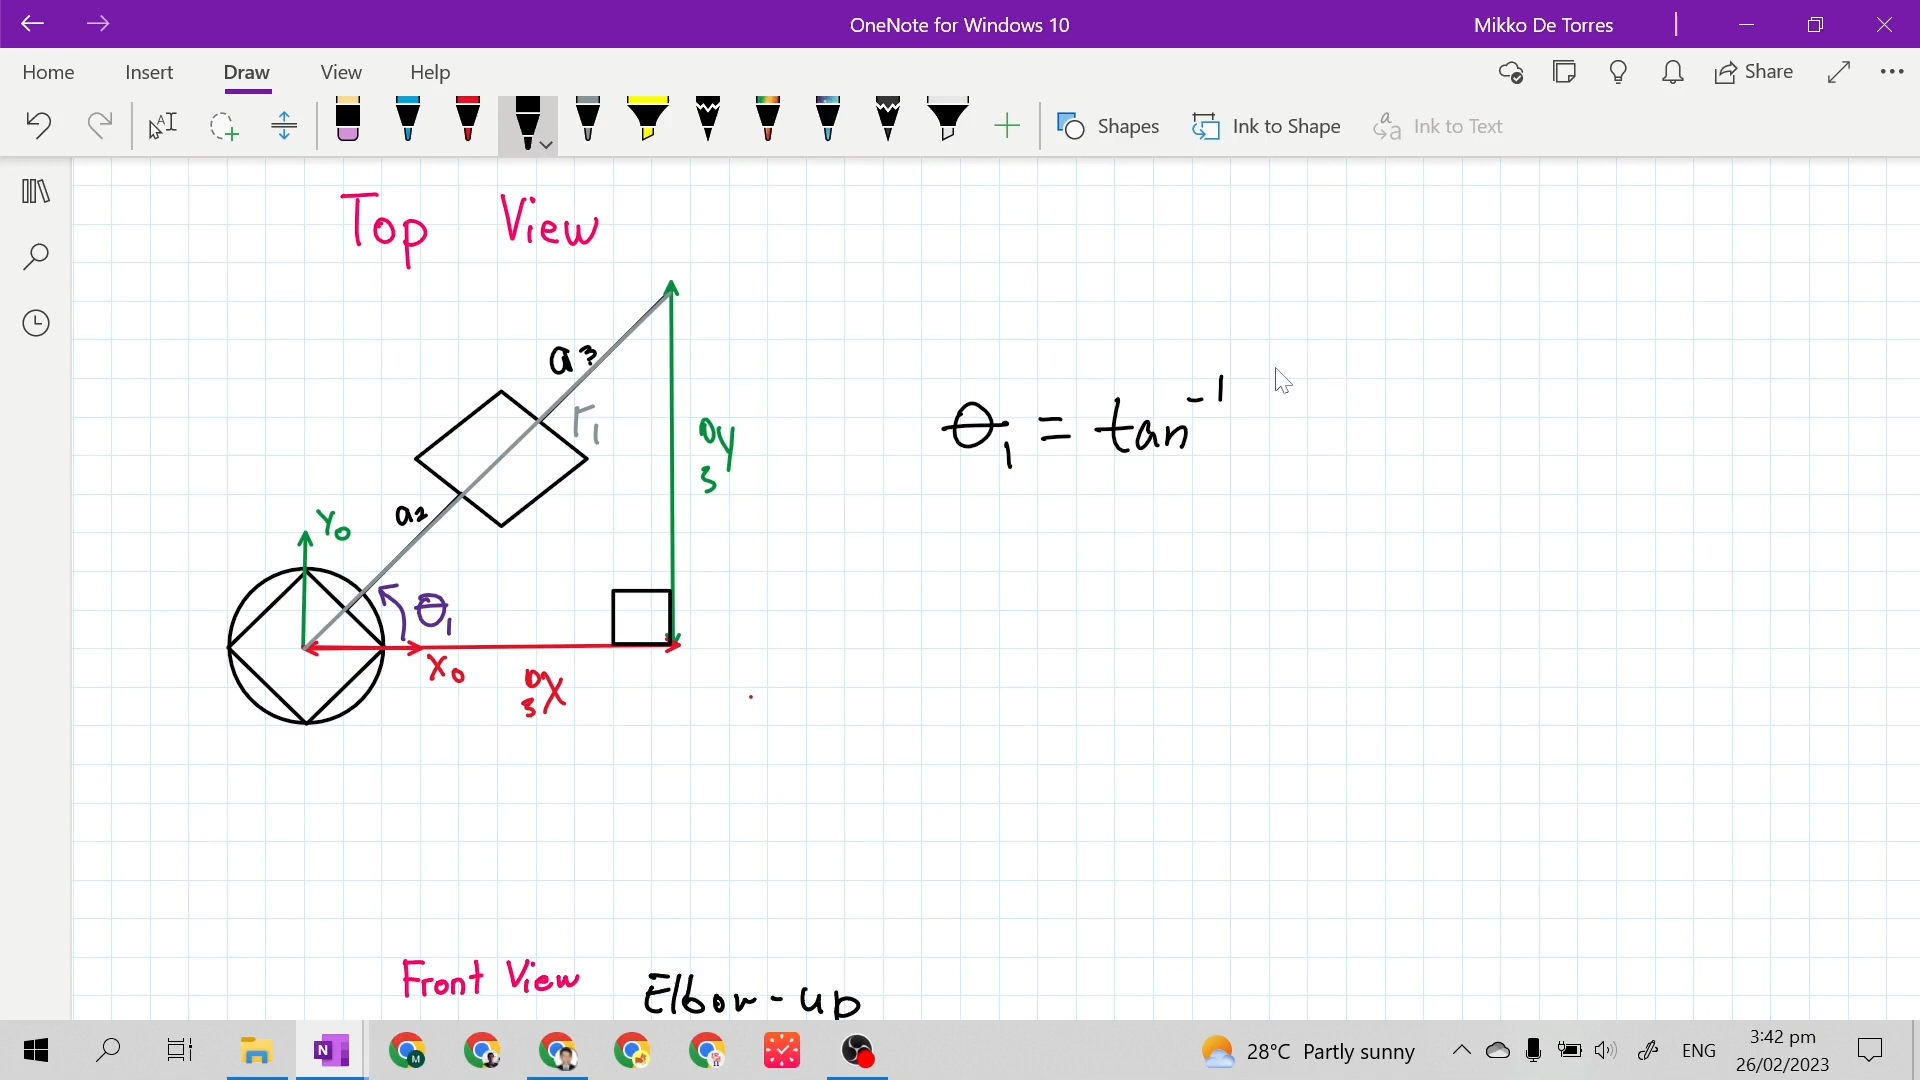 OneNote for Windows 10
Mikko De Torres
Home Insert Draw View Help
Share
Shapes Ink to Shape Ink to Text
Top View
a3
r1
0y
3
θ1 = tan^-1
a2
Y0
θ1
X0
0X
3
Front View
Elbow-up
28°C Partly sunny
ENG
3:42 pm
26/02/2023